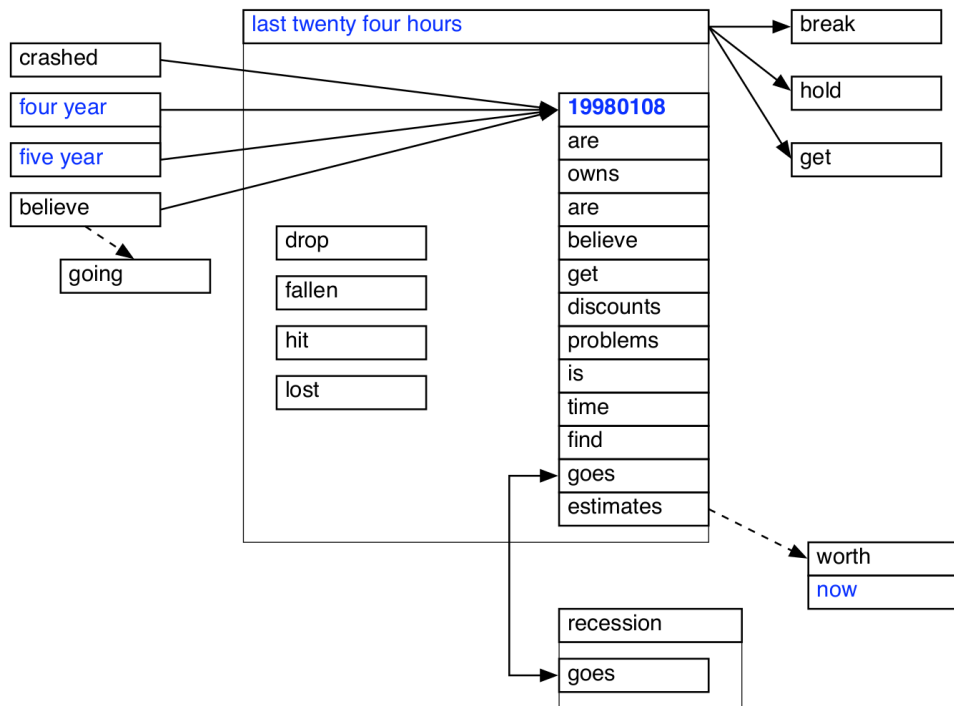 last twenty four hours
break
crashed
hold
four year
19980108
five year
are
get
owns
believe
are
drop
believe
going
get
fallen
discounts
hit
problems
is
lost
time
find
goes
estimates
worth
now
recession
goes